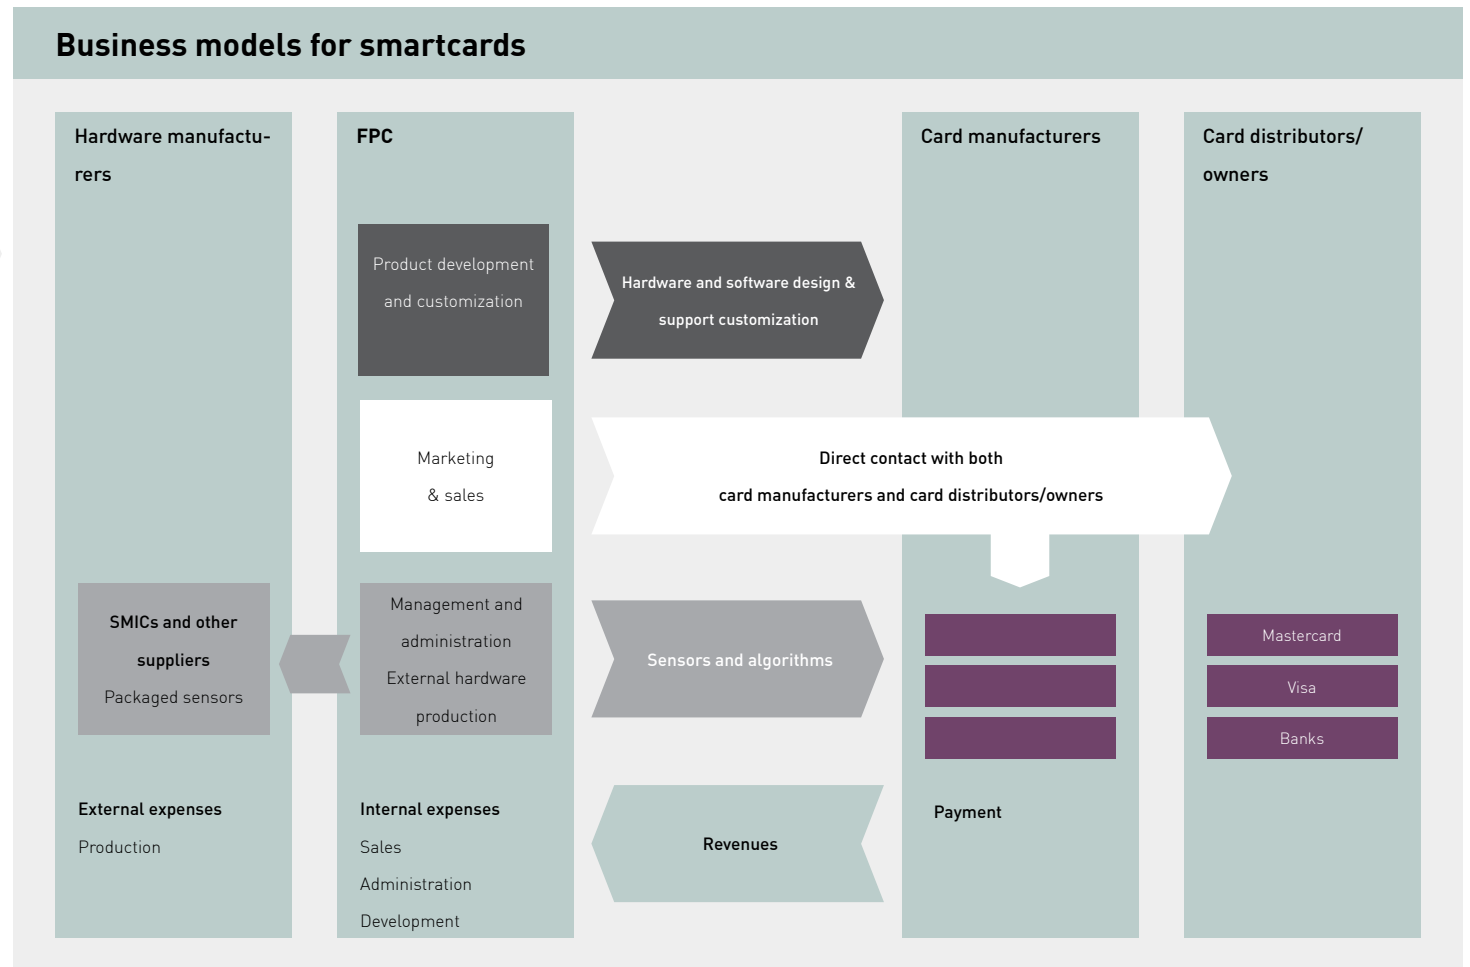 Business models for smartcards
Hardware manufactu-
rers
FPC
Card manufacturers
Card distributors/
owners
Product development
and customization
Hardware and software design &
support customization
Marketing
& sales
Direct contact with both
card manufacturers and card distributors/owners
SMICs and other
suppliers
Packaged sensors
Management and
administration
External hardware
production
Sensors and algorithms
Mastercard
Visa
Banks
External expenses
Production
Internal expenses
Sales
Administration
Development
Revenues
Payment